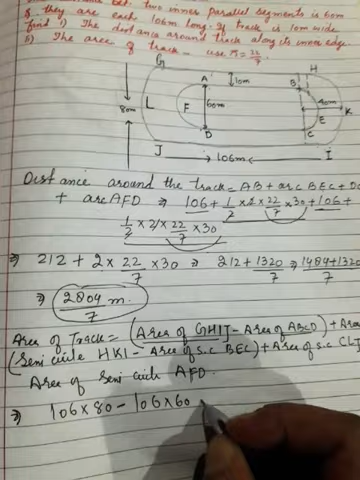 two inner parallel segments is 60m
of they are each 106m long. If track is 10m wide
find 1) The distance around track along its inner edge
2) The area of track - use π = 22/7
G H
A 10m B
80m L F 60m 40m K
E
D C
J → 106m ← I
Distance around the track = AB + arc BEC + DC
+ arc AFD ⇒ 106 + 1/2 × 2 × 22/7 × 30 + 106 +
1/2 × 2 × 22/7 × 30
⇒ 212 + 2 × 22/7 × 30 ⇒ 212 + 1320/7 ⇒ 1484+1320/7
⇒ 2804/7 m.
Area of Track = (Area of GHIJ - Area of ABCD) + Area
(Semi circle HKI - Area of s.c BEC) + Area of s.c CLJ
Area of Semi circle AFD.
⇒ 106 × 80 - 106 × 60